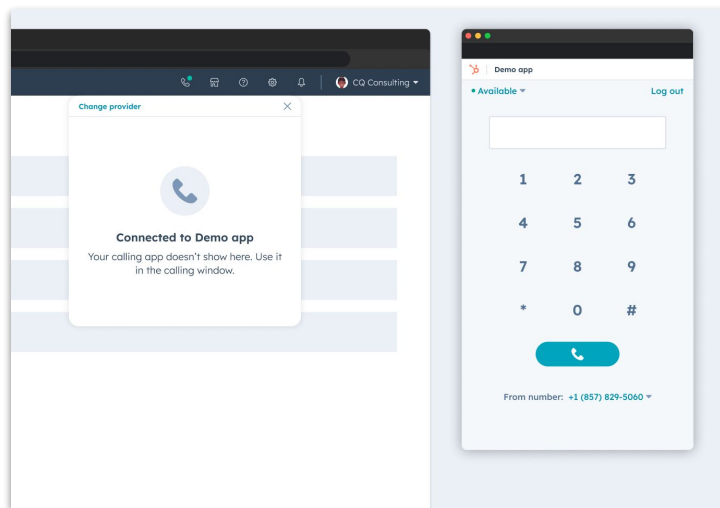 CQ Consulting
Change provider
Connected to Demo app
Your calling app doesn't show here. Use it
in the calling window.
Demo app
Available
Log out
1 2 3
4 5 6
7 8 9
* 0 #
From number: +1 (857) 829-5060